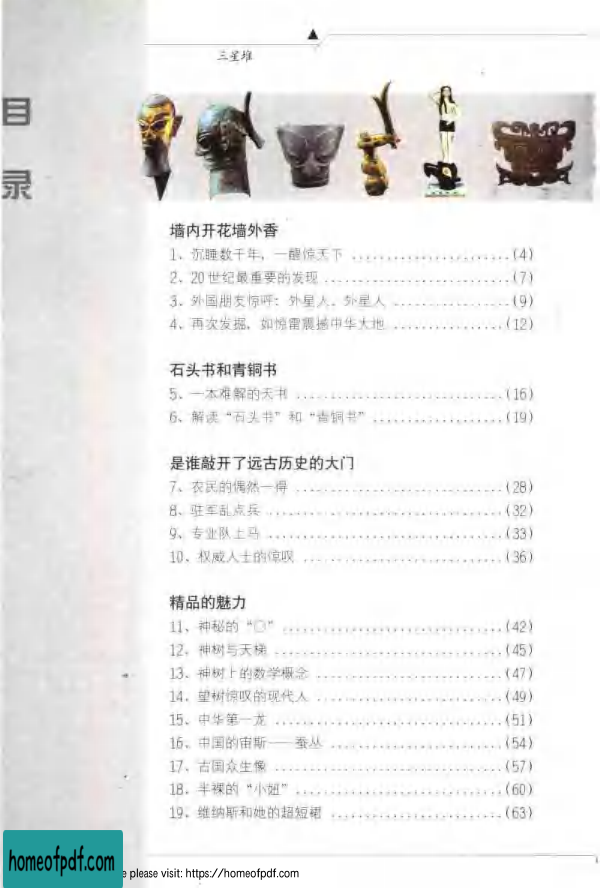 三星堆
目
录
墙内开花墙外香
1、沉睡数千年，一醒惊天下 ........................(4)
2、20世纪最重要的发现 ...........................(7)
3、外国朋友惊呼：外星人、外星人 .................(9)
4、再次发掘，如惊雷震撼中华大地 .................(12)
石头书和青铜书
5、一本难解的天书 ...............................(16)
6、解读“石头书”和“青铜书” ....................(19)
是谁敲开了远古历史的大门
7、农民的偶然一得 ...............................(28)
8、驻军乱点兵 ...................................(32)
9、专业队上马 ...................................(33)
10、权威人士的惊叹 ..............................(36)
精品的魅力
11、神秘的“◎” .................................(42)
12、神树与天梯 ..................................(45)
13、神树上的数学概念 ............................(47)
14、望树惊叹的现代人 ............................(49)
15、中华第一龙 ..................................(51)
16、中国的宙斯——蚕丛 ..........................(54)
17、古国众生像 ..................................(57)
18、半裸的“小妞” ...............................(60)
19、维纳斯和她的超短裙 ..........................(63)
homeofpdf.com
e please visit: https://homeofpdf.com